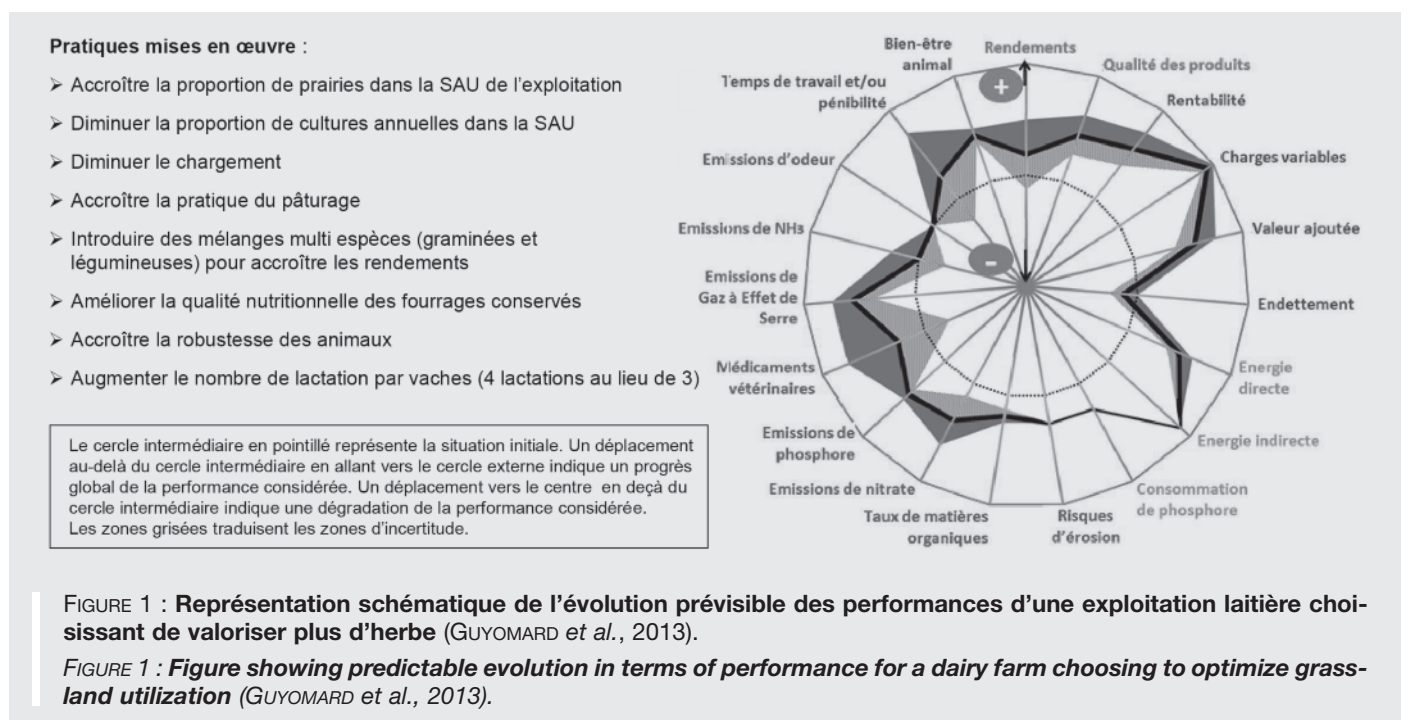 Pratiques mises en œuvre :
➢ Accroître la proportion de prairies dans la SAU de l'exploitation
➢ Diminuer la proportion de cultures annuelles dans la SAU
➢ Diminuer le chargement
➢ Accroître la pratique du pâturage
➢ Introduire des mélanges multi espèces (graminées et
légumineuses) pour accroître les rendements
➢ Améliorer la qualité nutritionnelle des fourrages conservés
➢ Accroître la robustesse des animaux
➢ Augmenter le nombre de lactation par vaches (4 lactations au lieu de 3)
Le cercle intermédiaire en pointillé représente la situation initiale. Un déplacement
au-delà du cercle intermédiaire en allant vers le cercle externe indique un progrès
global de la performance considérée. Un déplacement vers le centre en deçà du
cercle intermédiaire indique une dégradation de la performance considérée.
Les zones grisées traduisent les zones d'incertitude.
Rendements
Qualité des produits
Rentabilité
Charges variables
Valeur ajoutée
Endettement
Energie
directe
Energie indirecte
Consommation
de phosphore
Risques
d'érosion
Taux de matières
organiques
Emissions de nitrate
Emissions de
phosphore
Médicaments
vétérinaires
Emissions de
Gaz à Effet de
Serre
Emissions de NH3
Emissions d'odeur
Temps de travail et/ou
pénibilité
Bien-être
animal
+
-
FIGURE 1 : Représentation schématique de l'évolution prévisible des performances d'une exploitation laitière choi-
sissant de valoriser plus d'herbe (GUYOMARD et al., 2013).
FIGURE 1 : Figure showing predictable evolution in terms of performance for a dairy farm choosing to optimize grass-
land utilization (GUYOMARD et al., 2013).